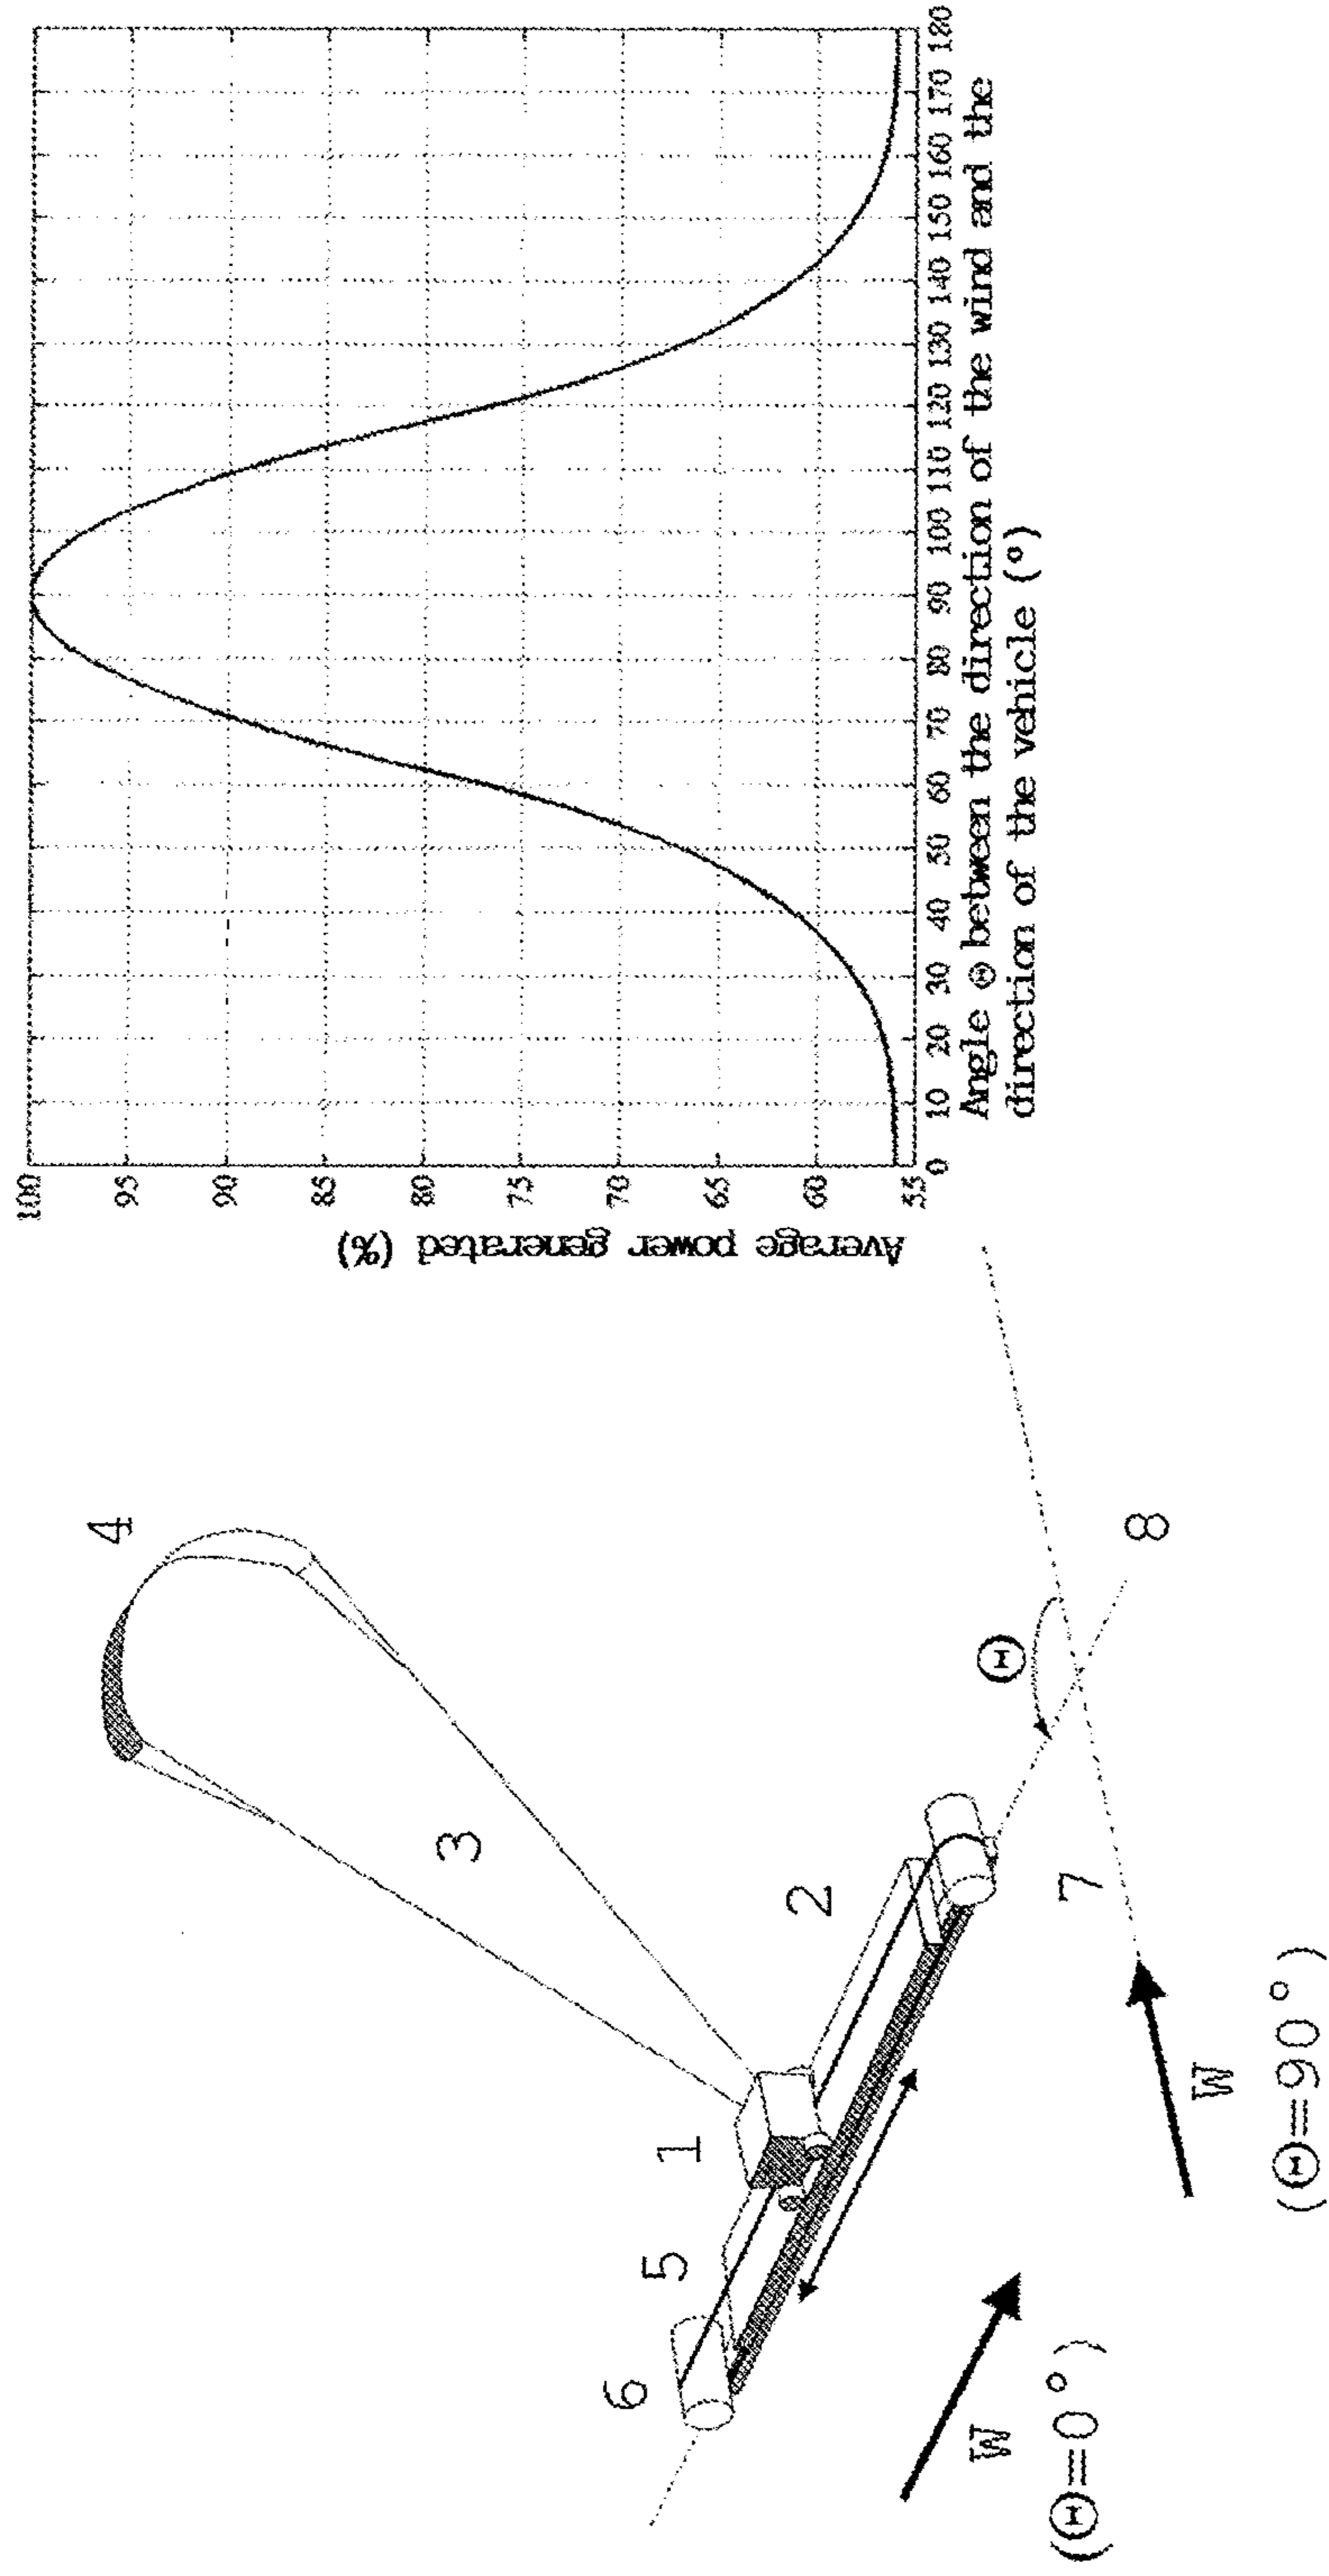 100
95
90
85
80
75
70
65
60
55
Average power generated (%)
0 10 20 30 40 50 60 70 80 90 100 110 120 130 140 150 160 170 180
Angle Θ between the direction of the wind and the
direction of the vehicle (°)
4
3
1
2
5
6
Θ
8
7
W
(Θ=0°)
W
(Θ=90°)